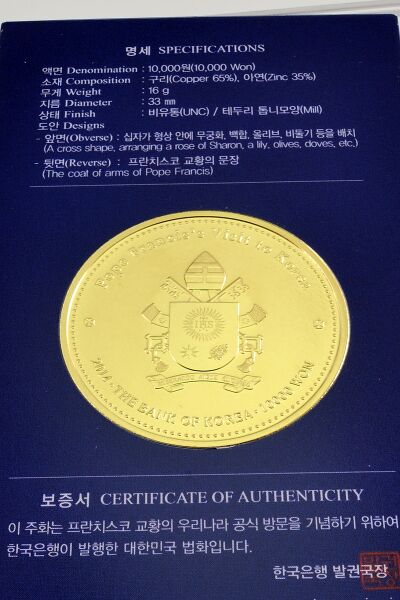 명세 SPECIFICATIONS
액면 Denomination : 10,000원(10,000 Won)
소재 Composition : 구리(Copper 65%), 아연(Zinc 35%)
무게 Weight : 16 g
지름 Diameter : 33 ㎜
상태 Finish : 비유통(UNC) / 테두리 톱니모양(Mill)
도안 Designs
- 앞면(Obverse) : 십자가 형상 안에 무궁화, 백합, 올리브, 비둘기 등을 배치
(A cross shape, arranging a rose of Sharon, a lily, olives, doves, etc.)
- 뒷면(Reverse) : 프란치스코 교황의 문장
(The coat of arms of Pope Francis)
Pope Francis's Visit to Korea
IHS
2014 · THE BANK OF KOREA · 10000 WON
보증서 CERTIFICATE OF AUTHENTICITY
이 주화는 프란치스코 교황의 우리나라 공식 방문을 기념하기 위하여
한국은행이 발행한 대한민국 법화입니다.
한국은행 발권국장